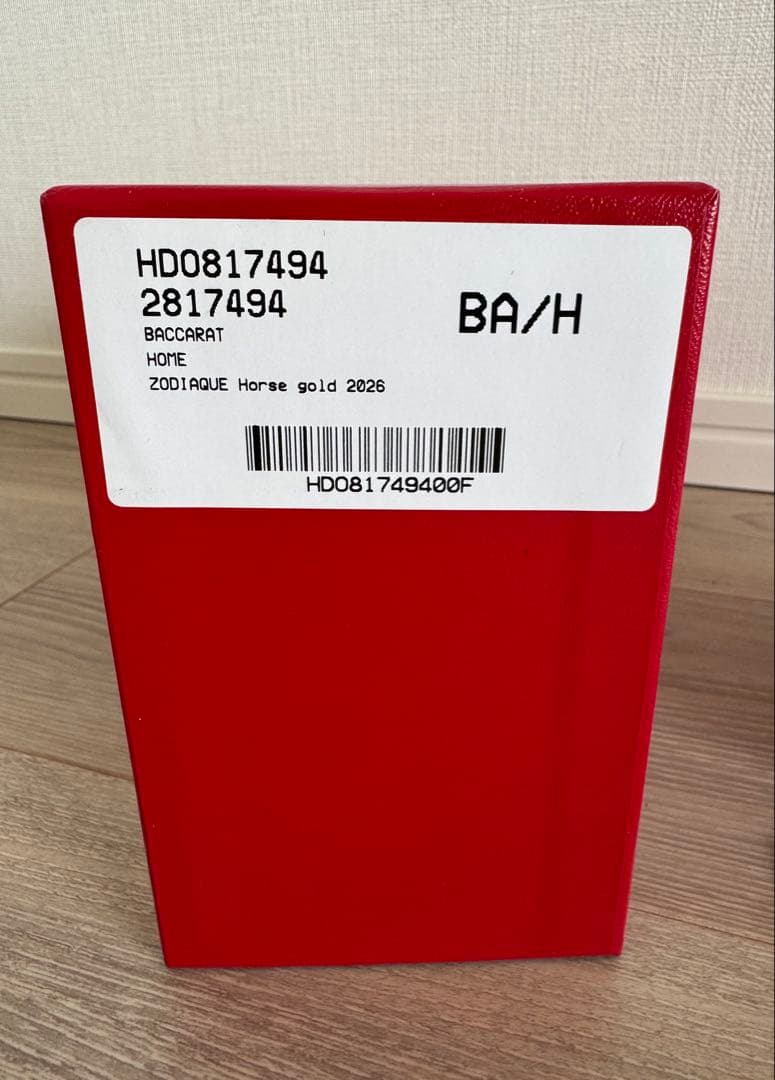 HD0817494
2817494
BA/H
BACCARAT
HOME
ZODIAQUE Horse gold 2026
HD081749400F